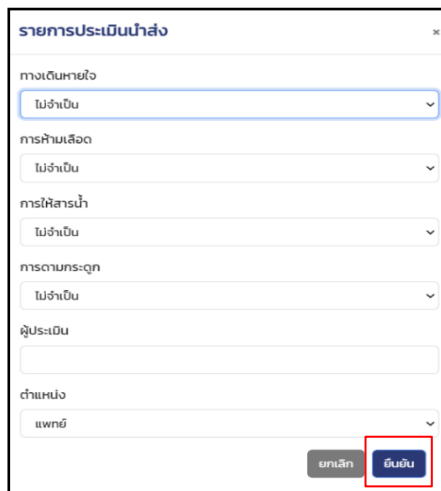 รายการประเมินนำส่ง ×
ทางเดินหายใจ
ไม่จำเป็น
การห้ามเลือด
ไม่จำเป็น
การให้สารน้ำ
ไม่จำเป็น
การดามกระดูก
ไม่จำเป็น
ผู้ประเมิน
ตำแหน่ง
แพทย์
ยกเลิก ยืนยัน